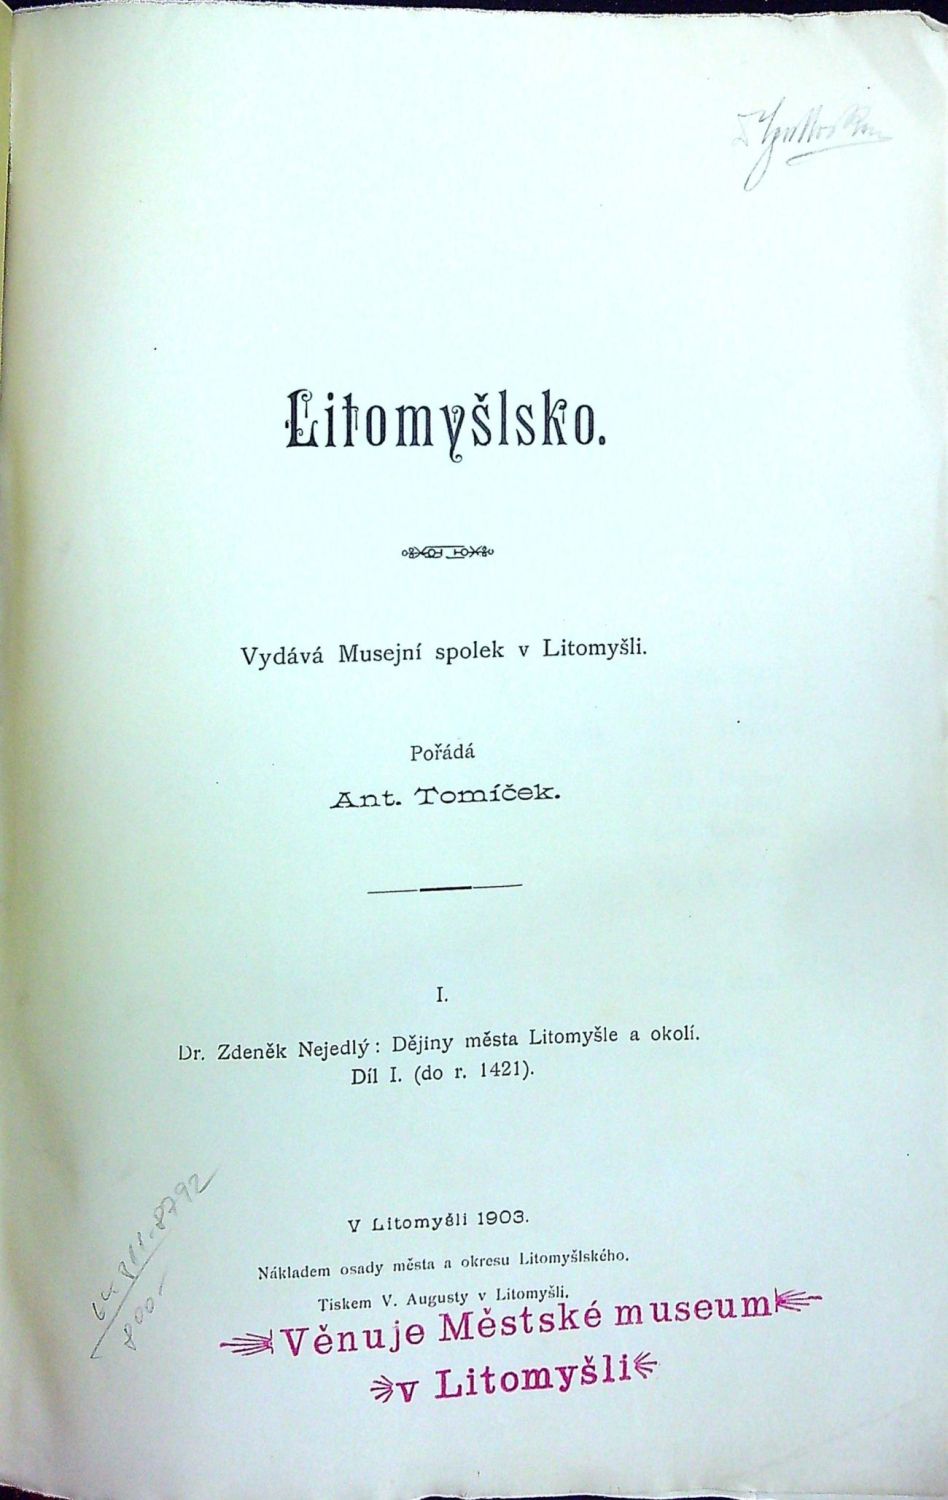 Litomyšlsko.
Vydává Musejní spolek v Litomyšli.
Pořádá
Ant. Tomíček.
I.
Dr. Zdeněk Nejedlý: Dějiny města Litomyšle a okolí.
Díl I. (do r. 1421).
V Litomyšli 1903.
Nákladem osady města a okresu Litomyšlského.
Tiskem V. Augusty v Litomyšli.
Věnuje Městské museum
v Litomyšli
800.-